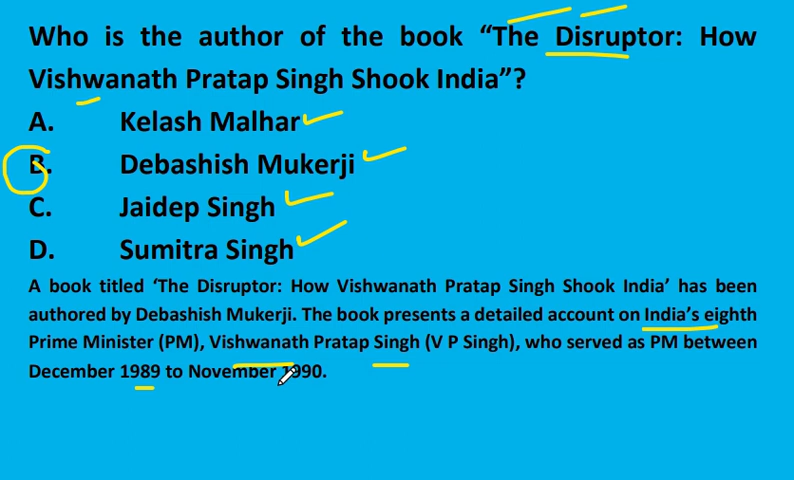 Who is the author of the book “The Disruptor: How
Vishwanath Pratap Singh Shook India”?
A. Kelash Malhar
B. Debashish Mukerji
C. Jaidep Singh
D. Sumitra Singh
A book titled ‘The Disruptor: How Vishwanath Pratap Singh Shook India’ has been
authored by Debashish Mukerji. The book presents a detailed account on India’s eighth
Prime Minister (PM), Vishwanath Pratap Singh (V P Singh), who served as PM between
December 1989 to November 1990.